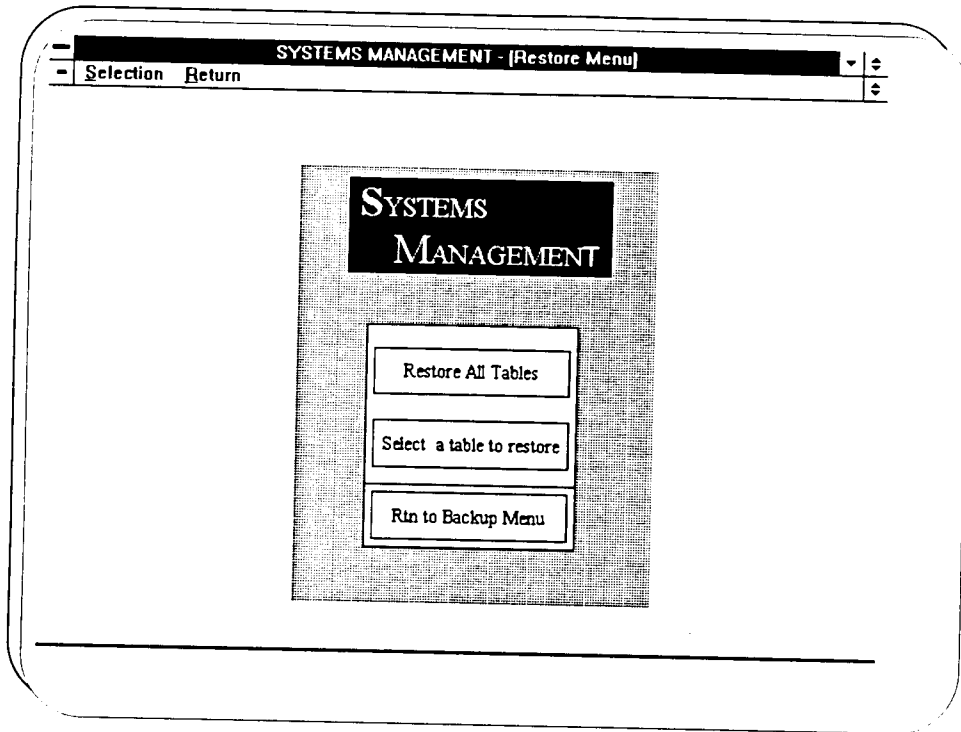 SYSTEMS MANAGEMENT - [Restore Menu]
Selection Return
SYSTEMS
MANAGEMENT
Restore All Tables
Select a table to restore
Rtn to Backup Menu